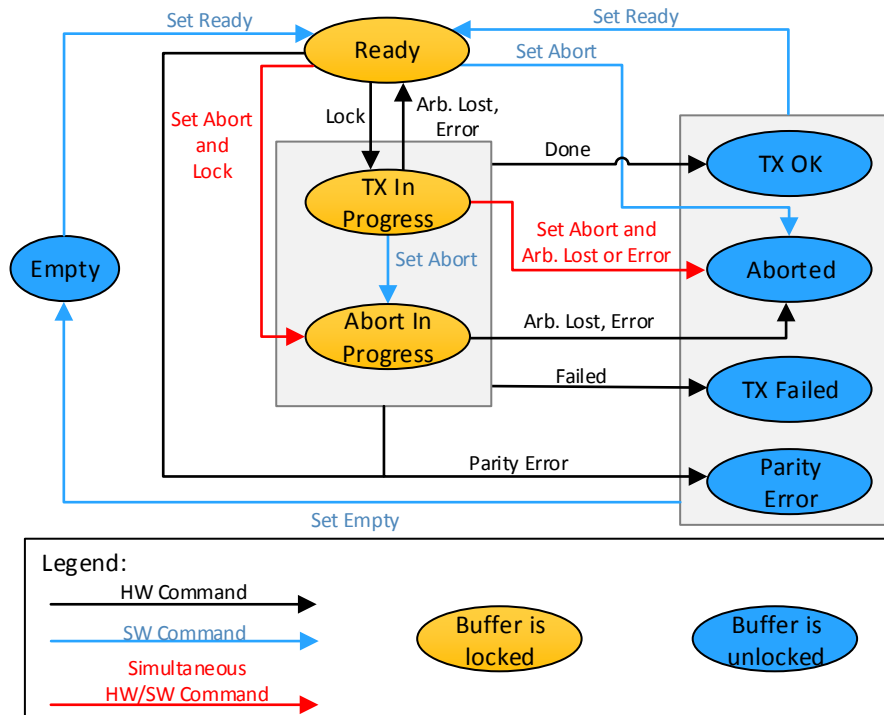 Set Ready
Set Ready
Ready
Set Abort
Set Abort
and
Lock
Lock
Arb. Lost,
Error
Done
TX OK
TX In
Progress
Set Abort and
Arb. Lost or Error
Empty
Set Abort
Aborted
Abort In
Progress
Arb. Lost, Error
Failed
TX Failed
Parity Error
Parity
Error
Set Empty
Legend:
HW Command
SW Command
Simultaneous
HW/SW Command
Buffer is
locked
Buffer is
unlocked